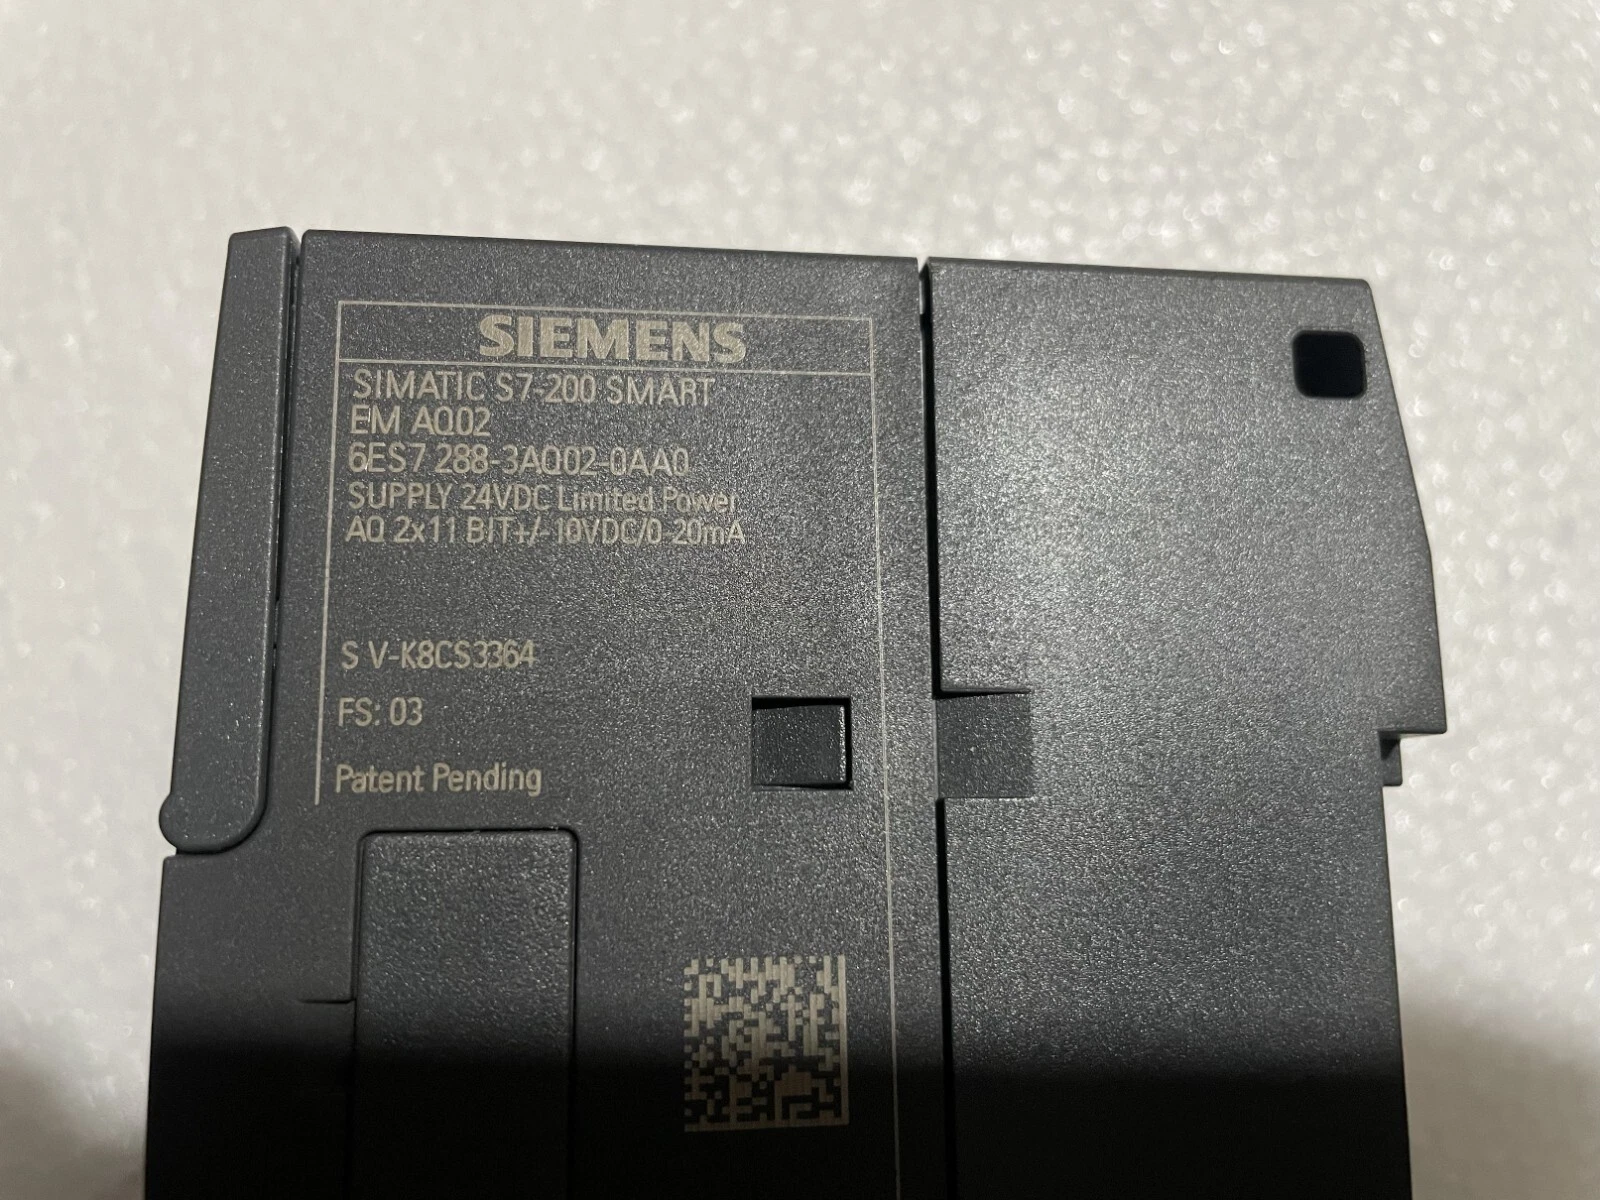 SIEMENS
SIMATIC S7-200 SMART
EM AQ02
6ES7 288-3AQ02-0AA0
SUPPLY 24VDC Limited Power
AQ 2x11 BIT+/-10VDC/0-20mA
S V-K8CS3364
FS: 03
Patent Pending